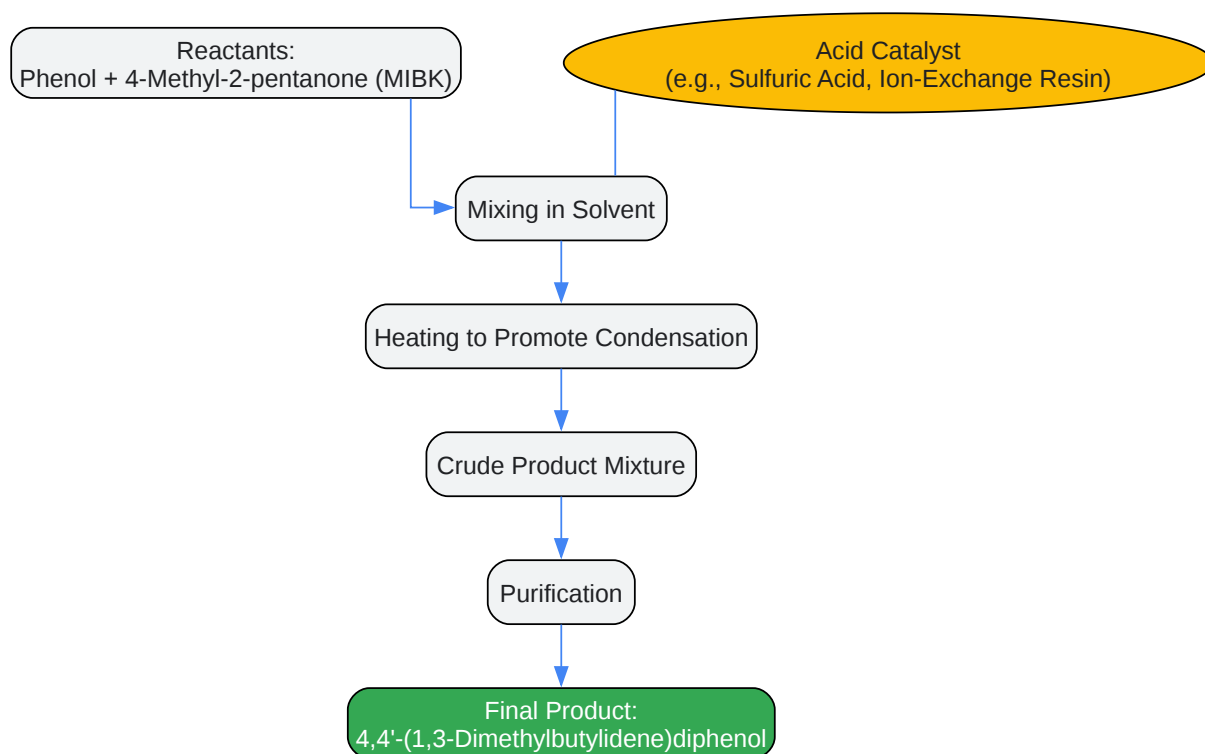 Reactants:
Phenol + 4-Methyl-2-pentanone (MIBK)
Acid Catalyst
(e.g., Sulfuric Acid, Ion-Exchange Resin)
Mixing in Solvent
Heating to Promote Condensation
Crude Product Mixture
Purification
Final Product:
4,4'-(1,3-Dimethylbutylidene)diphenol